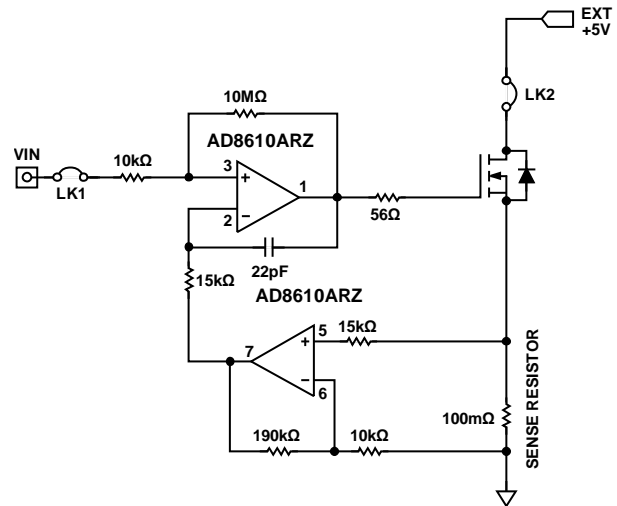 EXT
+5V
LK2
10MΩ
AD8610ARZ
VIN
LK1
10kΩ
3
+
1
2
−
56Ω
22pF
15kΩ
AD8610ARZ
7
5
+
15kΩ
−
6
190kΩ
10kΩ
100mΩ
SENSE RESISTOR